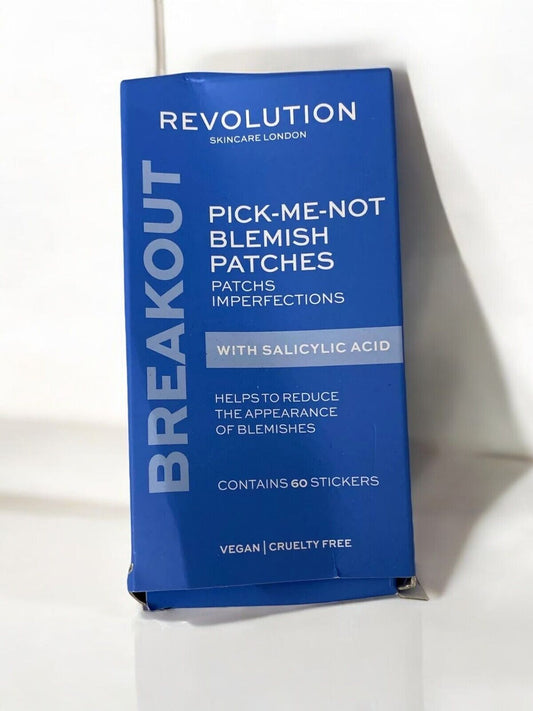 REVOLUTION
SKINCARE LONDON
BREAKOUT
PICK-ME-NOT
BLEMISH
PATCHES
PATCHS
IMPERFECTIONS
WITH SALICYLIC ACID
HELPS TO REDUCE
THE APPEARANCE
OF BLEMISHES
CONTAINS 60 STICKERS
VEGAN | CRUELTY FREE